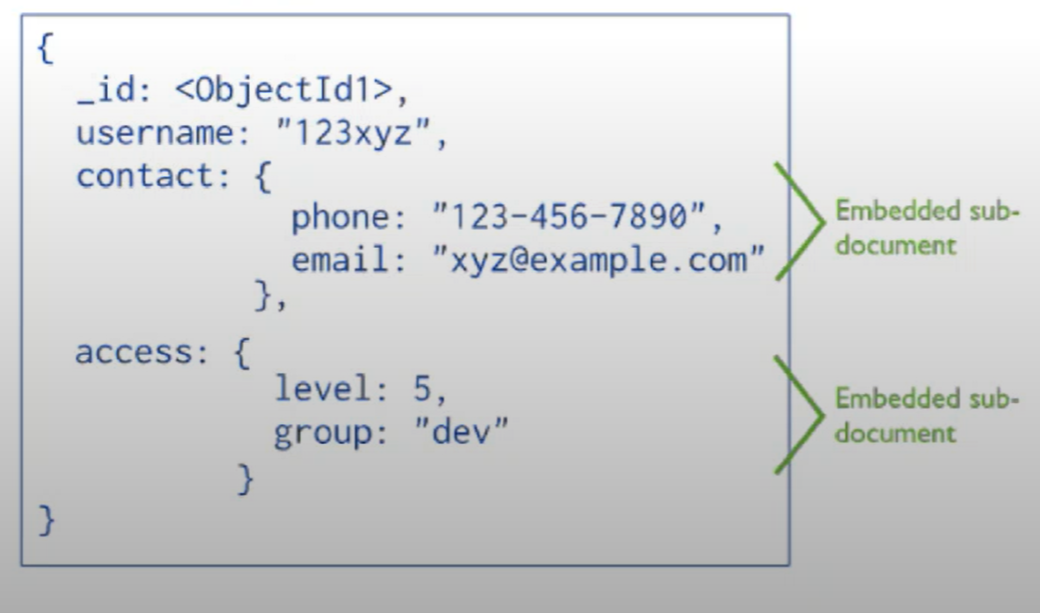 {
_id: <ObjectId1>,
username: "123xyz",
contact: {
phone: "123-456-7890",
email: "xyz@example.com"
},
Embedded sub-
document
access: {
level: 5,
group: "dev"
}
Embedded sub-
document
}